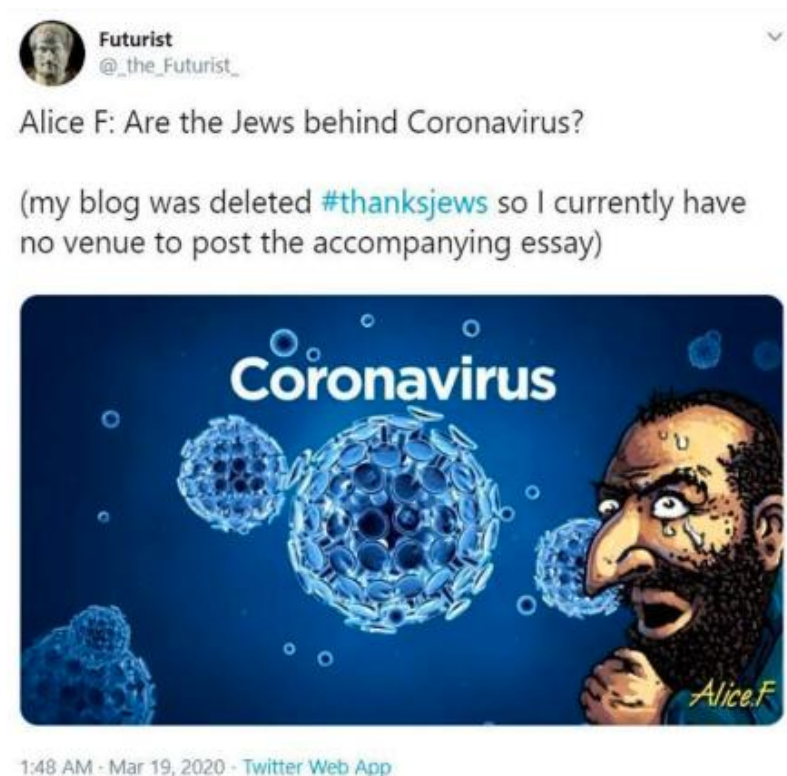 Futurist
@_the_Futurist_
Alice F: Are the Jews behind Coronavirus?
(my blog was deleted #thanksjews so I currently have
no venue to post the accompanying essay)
Coronavirus
Alice.F
1:48 AM - Mar 19, 2020 - Twitter Web App